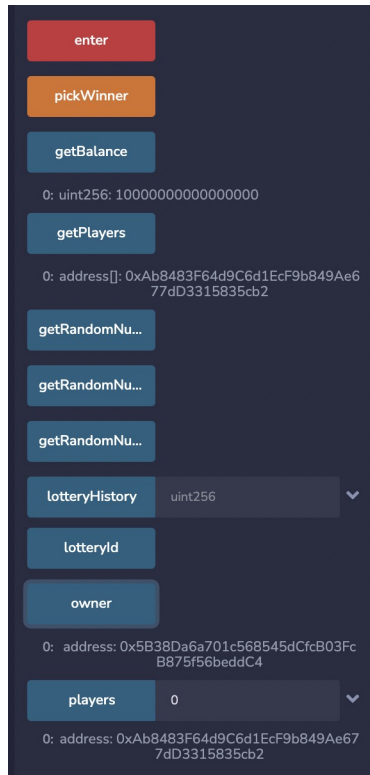 enter
pickWinner
getBalance
0: uint256: 10000000000000000
getPlayers
0: address[]: 0xAb8483F64d9C6d1EcF9b849Ae6
77dD3315835cb2
getRandomNu...
getRandomNu...
getRandomNu...
lotteryHistory uint256
lotteryId
owner
0: address: 0x5B38Da6a701c568545dCfcB03Fc
B875f56beddC4
players 0
0: address: 0xAb8483F64d9C6d1EcF9b849Ae67
7dD3315835cb2